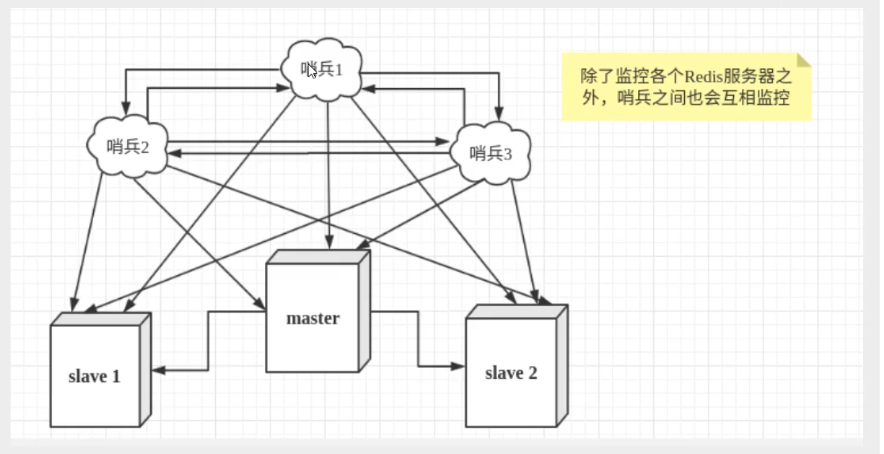 哨兵1
除了监控各个Redis服务器之
外，哨兵之间也会互相监控
哨兵2
哨兵3
master
slave 1
slave 2